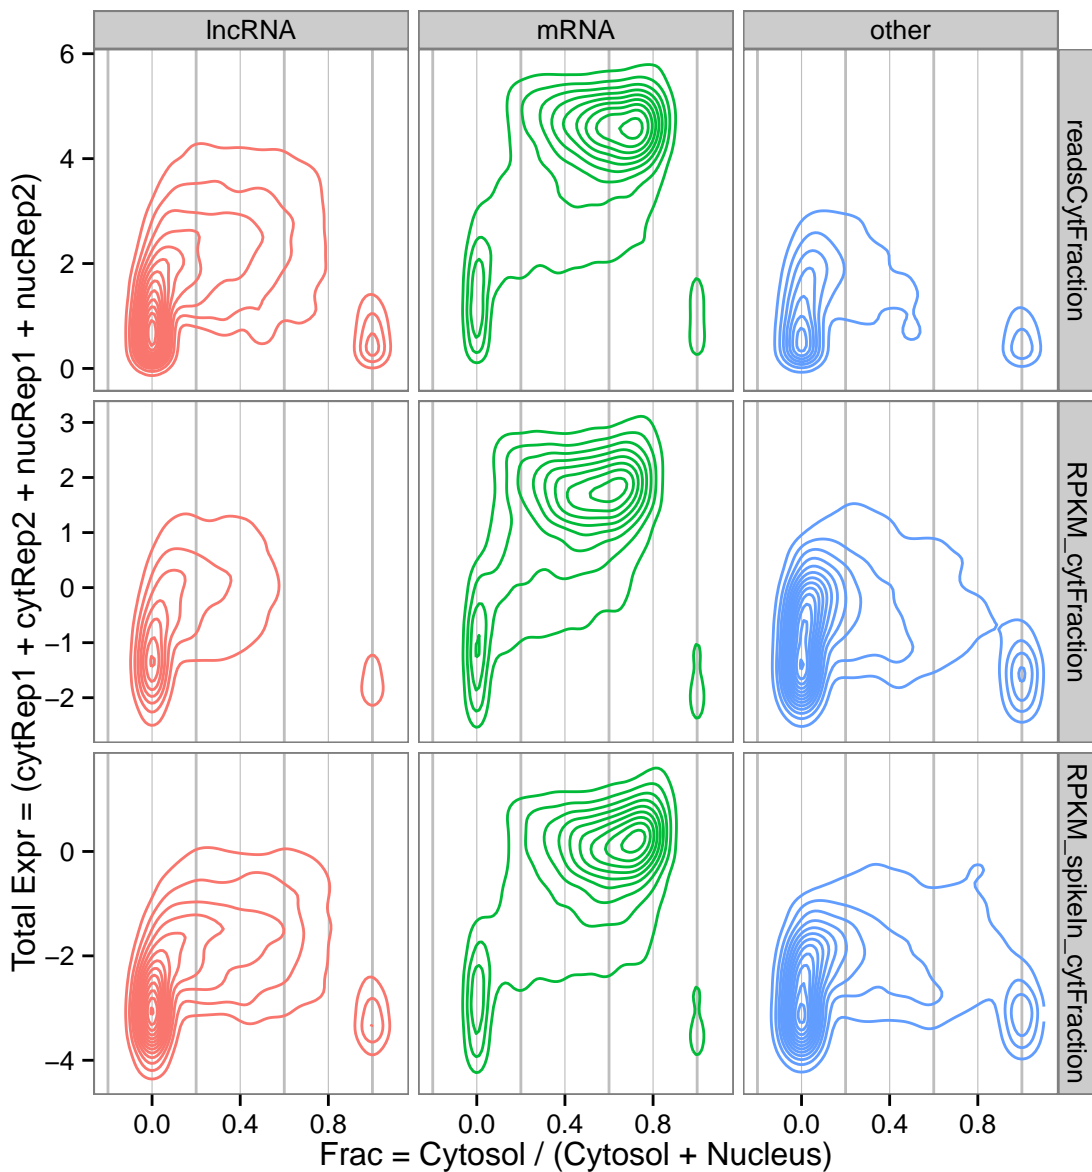 lncRNA mRNA other
6
4
2
0
readsCytFraction
3
2
1
0
−1
−2
RPKM_cytFraction
0
−2
−4
RPKM_spikeIn_cytFraction
0.0 0.4 0.8 0.0 0.4 0.8 0.0 0.4 0.8
Frac = Cytosol / (Cytosol + Nucleus)
Total Expr = (cytRep1 + cytRep2 + nucRep1 + nucRep2)